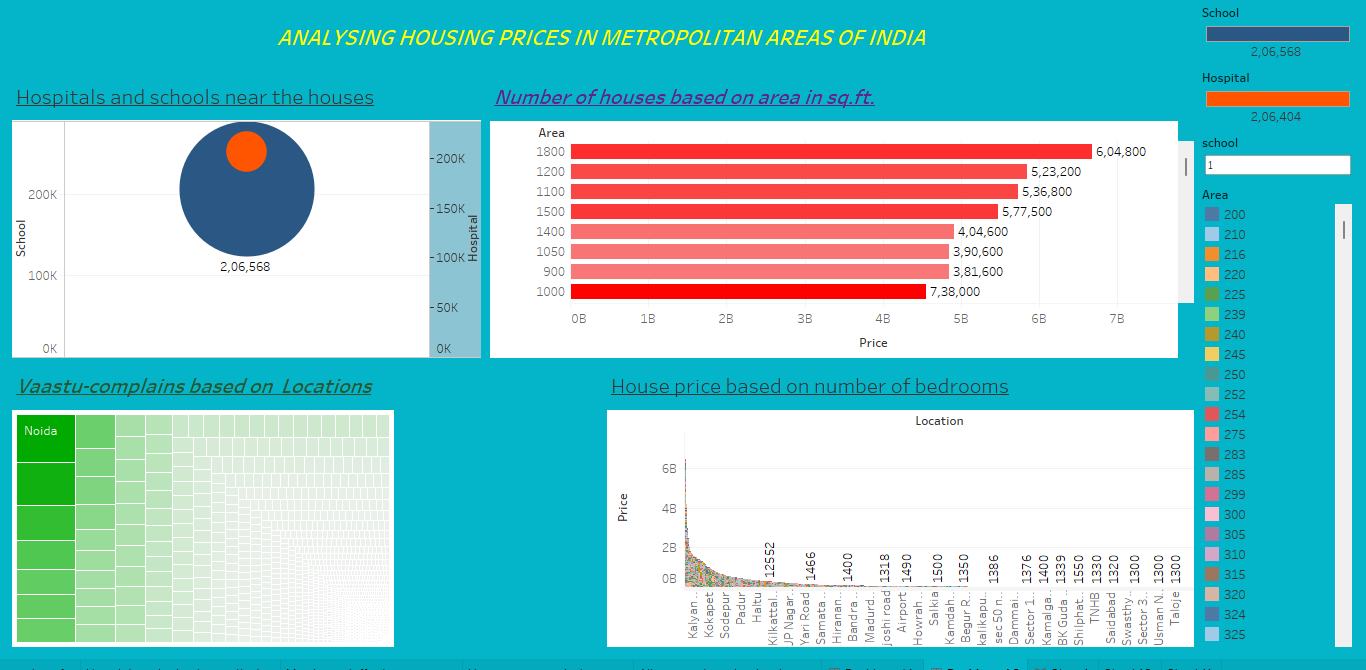 ANALYSING HOUSING PRICES IN METROPOLITAN AREAS OF INDIA
Hospitals and schools near the houses
School
200K
100K
0K
2,06,568
200K
150K
100K
50K
0K
Hospital
Number of houses based on area in sq.ft.
Area
1800 6,04,800
1200 5,23,200
1100 5,36,800
1500 5,77,500
1400 4,04,600
1050 3,90,600
900 3,81,600
1000 7,38,000
0B 1B 2B 3B 4B 5B 6B 7B
Price
Vaastu-complains based on Locations
Noida
House price based on number of bedrooms
Location
Price
6B
4B
2B
0B
12552 1466 1400 1318 1490 1500 1350 1386 1376 1400 1339 1550 1330 1320 1300 1300 1300
Kalyan ..
Kokapet
Sodepur
Padur
Haltu
Kilkattal..
JP Nagar..
Yari Road
Samata ..
Hiranan..
Bandra ..
Madurd..
joshi road
Airport
Howrah ..
Salkia
Kamdah..
Begur R..
kalikapu..
sec 50 n..
Dammai..
Sector 1..
Kamalga..
BK Guda ..
Shilphat..
TNHB
Saidabad
Swasthy..
Sector 3..
Usman N..
Taloje
School
2,06,568
Hospital
2,06,404
school
1
Area
200
210
216
220
225
239
240
245
250
252
254
275
283
285
299
300
305
310
315
320
324
325